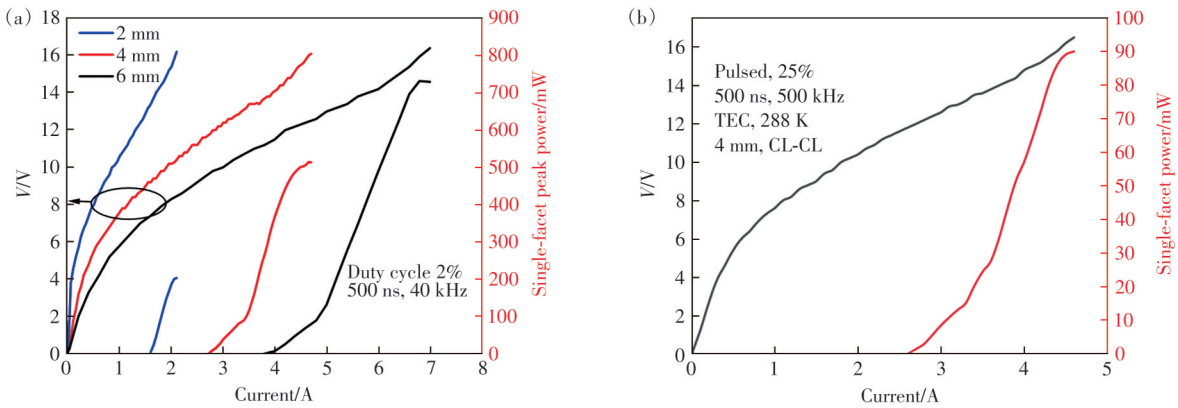 (a)
18
16
14
12
10
8
6
4
2
0
V/V
2 mm
4 mm
6 mm
Duty cycle 2%
500 ns, 40 kHz
900
800
700
600
500
400
300
200
100
0
Single-facet peak power/mW
0 1 2 3 4 5 6 7 8
Current/A
(b)
16
14
12
10
8
6
4
2
0
V/V
Pulsed, 25%
500 ns, 500 kHz
TEC, 288 K
4 mm, CL-CL
100
90
80
70
60
50
40
30
20
10
0
Single-facet power/mW
0 1 2 3 4 5
Current/A